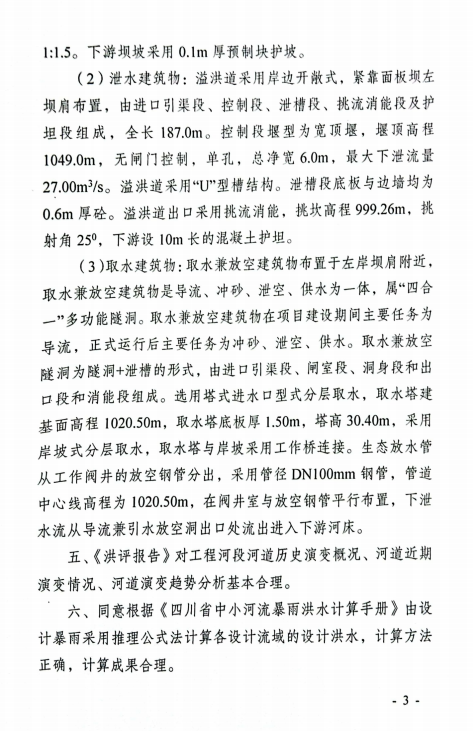 1:1.5。下游坝坡采用 0.1m 厚预制块护坡。
（2）泄水建筑物：溢洪道采用岸边开敞式，紧靠面板坝左
坝肩布置，由进口引渠段、控制段、泄槽段、挑流消能段及护
坦段组成，全长 187.0m。控制段堰型为宽顶堰，堰顶高程
1049.0m，无闸门控制，单孔，总净宽 6.0m，最大下泄流量
27.00m³/s。溢洪道采用“U”型槽结构。泄槽段底板与边墙均为
0.6m 厚砼。溢洪道出口采用挑流消能，挑坎高程 999.26m，挑
射角 25⁰，下游设 10m 长的混凝土护坦。
（3）取水建筑物：取水兼放空建筑物布置于左岸坝肩附近，
取水兼放空建筑物是导流、冲砂、泄空、供水为一体，属“四合
一”多功能隧洞。取水兼放空建筑物在项目建设期间主要任务为
导流，正式运行后主要任务为冲砂、泄空、供水。取水兼放空
隧洞为隧洞+泄槽的形式，由进口引渠段、闸室段、洞身段和出
口段和消能段组成。选用塔式进水口型式分层取水，取水塔建
基面高程 1020.50m，取水塔底板厚 1.50m，塔高 30.40m，采用
岸坡式分层取水，取水塔与岸坡采用工作桥连接。生态放水管
从工作阀井的放空钢管分出，采用管径 DN100mm 钢管，管道
中心线高程为 1020.50m，在阀井室与放空钢管平行布置，下泄
水流从导流兼引水放空洞出口处流出进入下游河床。
五、《洪评报告》对工程河段河道历史演变概况、河道近期
演变情况、河道演变趋势分析基本合理。
六、同意根据《四川省中小河流暴雨洪水计算手册》由设
计暴雨采用推理公式法计算各设计流域的设计洪水，计算方法
正确，计算成果合理。
- 3 -